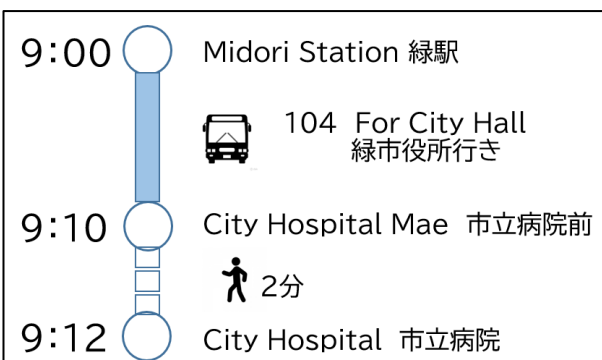 9:00 Midori Station 緑駅
104 For City Hall
緑市役所行き
9:10 City Hospital Mae 市立病院前
2分
9:12 City Hospital 市立病院